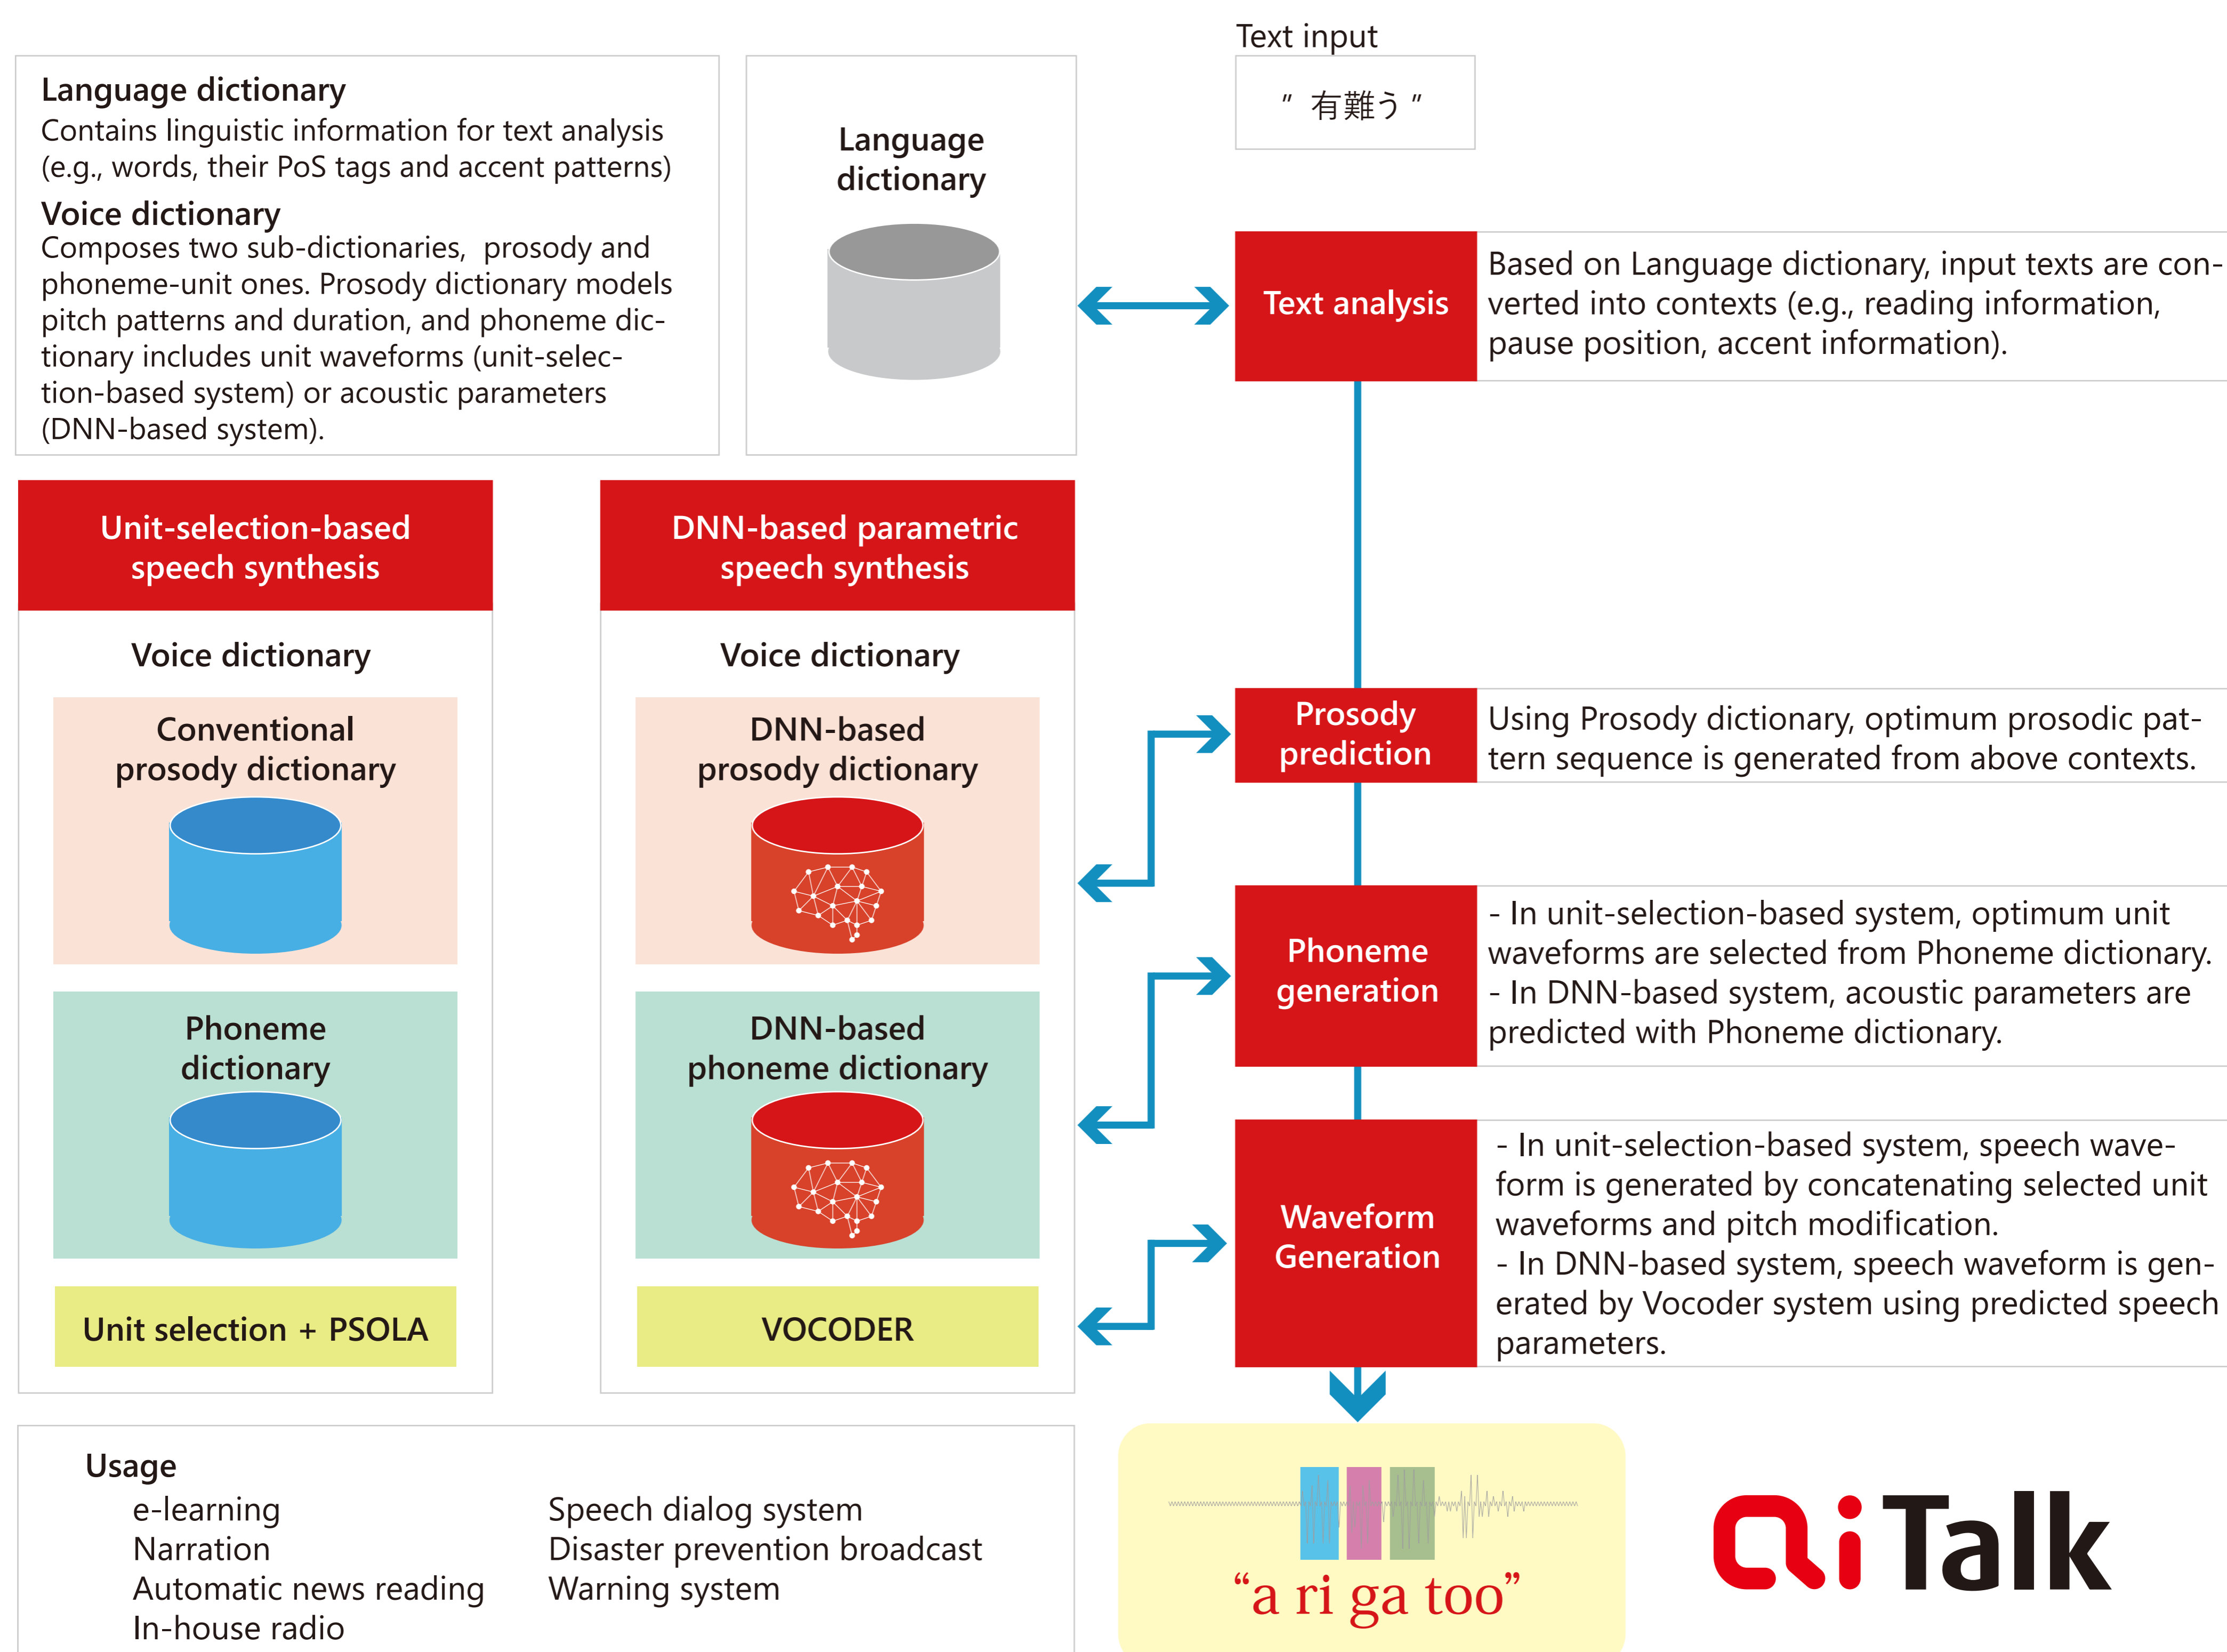 Language dictionary
Contains linguistic information for text analysis
(e.g., words, their PoS tags and accent patterns)
Voice dictionary
Composes two sub-dictionaries, prosody and
phoneme-unit ones. Prosody dictionary models
pitch patterns and duration, and phoneme dic-
tionary includes unit waveforms (unit-selec-
tion-based system) or acoustic parameters
(DNN-based system).
Language
dictionary
Text input
"有難う"
Text analysis
Based on Language dictionary, input texts are con-
verted into contexts (e.g., reading information,
pause position, accent information).
Unit-selection-based
speech synthesis
Voice dictionary
Conventional
prosody dictionary
Phoneme
dictionary
Unit selection + PSOLA
DNN-based parametric
speech synthesis
Voice dictionary
DNN-based
prosody dictionary
DNN-based
phoneme dictionary
VOCODER
Prosody
prediction
Using Prosody dictionary, optimum prosodic pat-
tern sequence is generated from above contexts.
Phoneme
generation
- In unit-selection-based system, optimum unit
waveforms are selected from Phoneme dictionary.
- In DNN-based system, acoustic parameters are
predicted with Phoneme dictionary.
Waveform
Generation
- In unit-selection-based system, speech wave-
form is generated by concatenating selected unit
waveforms and pitch modification.
- In DNN-based system, speech waveform is gen-
erated by Vocoder system using predicted speech
parameters.
Usage
e-learning
Narration
Automatic news reading
In-house radio
Speech dialog system
Disaster prevention broadcast
Warning system
“a ri ga too”
AiTalk